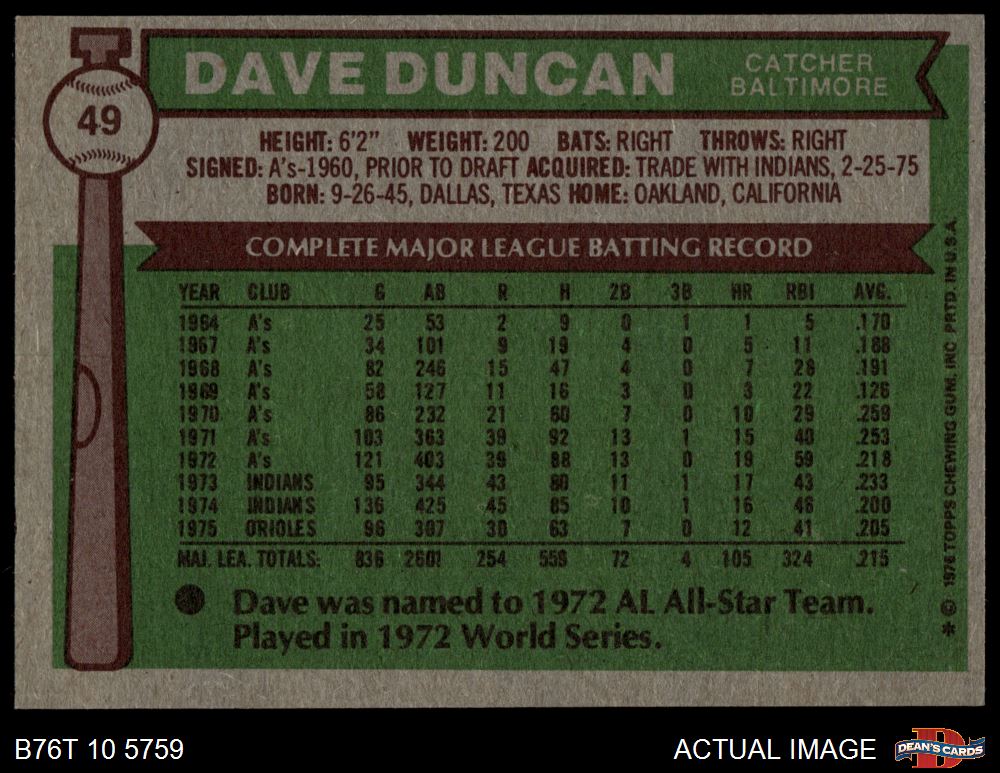 49
DAVE DUNCAN
CATCHER
BALTIMORE
HEIGHT: 6'2" WEIGHT: 200 BATS: RIGHT THROWS: RIGHT
SIGNED: A's-1960, PRIOR TO DRAFT ACQUIRED: TRADE WITH INDIANS, 2-25-75
BORN: 9-26-45, DALLAS, TEXAS HOME: OAKLAND, CALIFORNIA
COMPLETE MAJOR LEAGUE BATTING RECORD
YEAR CLUB G AB R H 2B 3B HR RBI AVG.
1964 A's 25 53 2 9 0 1 1 5 .170
1967 A's 34 101 9 19 4 0 5 11 .188
1968 A's 82 246 15 47 4 0 7 28 .191
1969 A's 58 127 11 16 3 0 3 22 .126
1970 A's 86 232 21 60 7 0 10 29 .259
1971 A's 103 363 39 92 13 1 15 40 .253
1972 A's 121 403 39 88 13 0 19 59 .218
1973 INDIANS 95 344 43 80 11 1 17 43 .233
1974 INDIANS 136 425 45 85 10 1 16 46 .200
1975 ORIOLES 96 307 30 63 7 0 12 41 .205
MAJ. LEA. TOTALS: 836 2601 254 559 72 4 105 324 .215
Dave was named to 1972 AL All-Star Team.
Played in 1972 World Series.
* © 1976 TOPPS CHEWING GUM, INC. PRTD. IN U.S.A.
B76T 10 5759
ACTUAL IMAGE
DEAN'S CARDS